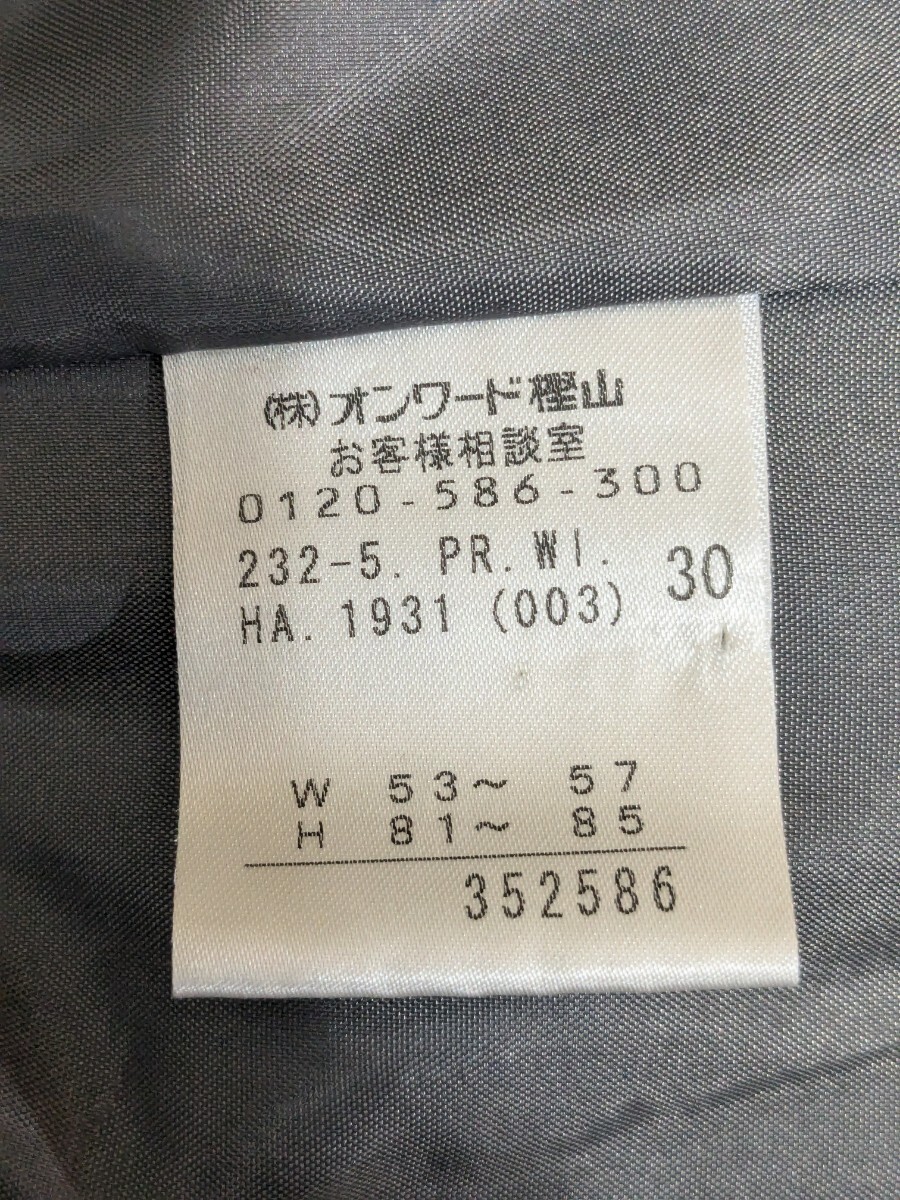 (株)オンワード樫山
お客様相談室
0120-586-300
232-5. PR. WI.
HA. 1931 (003) 30
W 53〜 57
H 81〜 85
352586